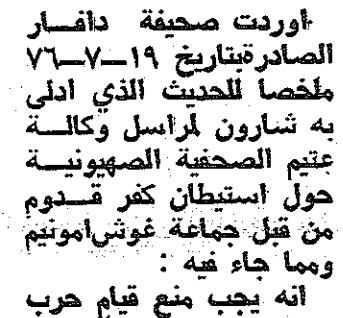 اوردت صحيفة دافار
الصادرةبتاريخ ١٩—٧—٧٦
ملخصا للحديث الذي ادلى
به شارون لمراسل وكالة
عتيم الصحفية الصهيونية
حول استيطان كفر قدوم
من قبل جماعة غوش امونيم
ومما جاء فيه :
انه يجب منع قيام حرب